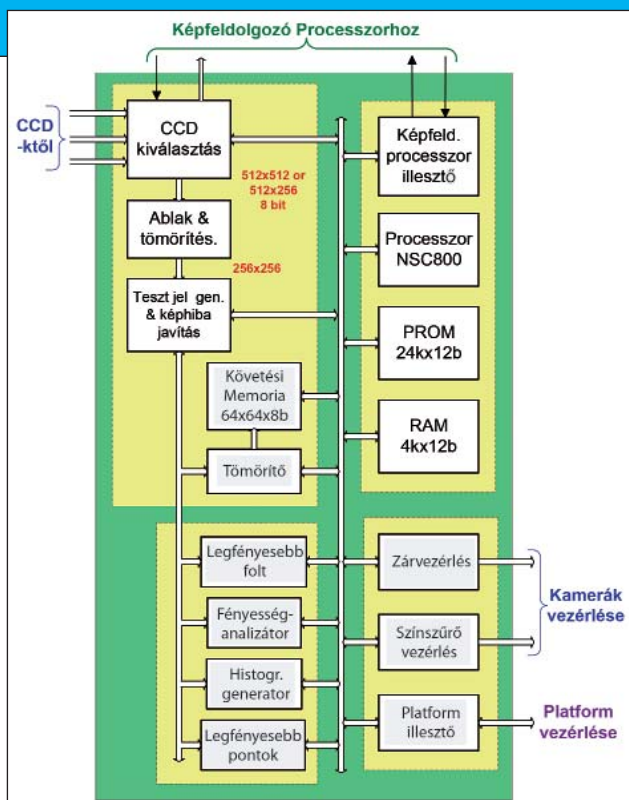 Képfeldolgozó Processzorhoz
CCD
-ktől
CCD
kiválasztás
512x512 or
512x256
8 bit
Ablak &
tömörítés.
256x256
Teszt jel gen.
& képhiba
javítás
Követési
Memoria
64x64x8b
Tömörítő
Képfeld.
processzor
illesztő
Processzor
NSC800
PROM
24kx12b
RAM
4kx12b
Legfényesebb
folt
Fényesség-
analizátor
Histogr.
generator
Legfényesebb
pontok
Zárvezérlés
Színszűrő
vezérlés
Platform
illesztő
Kamerák
vezérlése
Platform
vezérlése